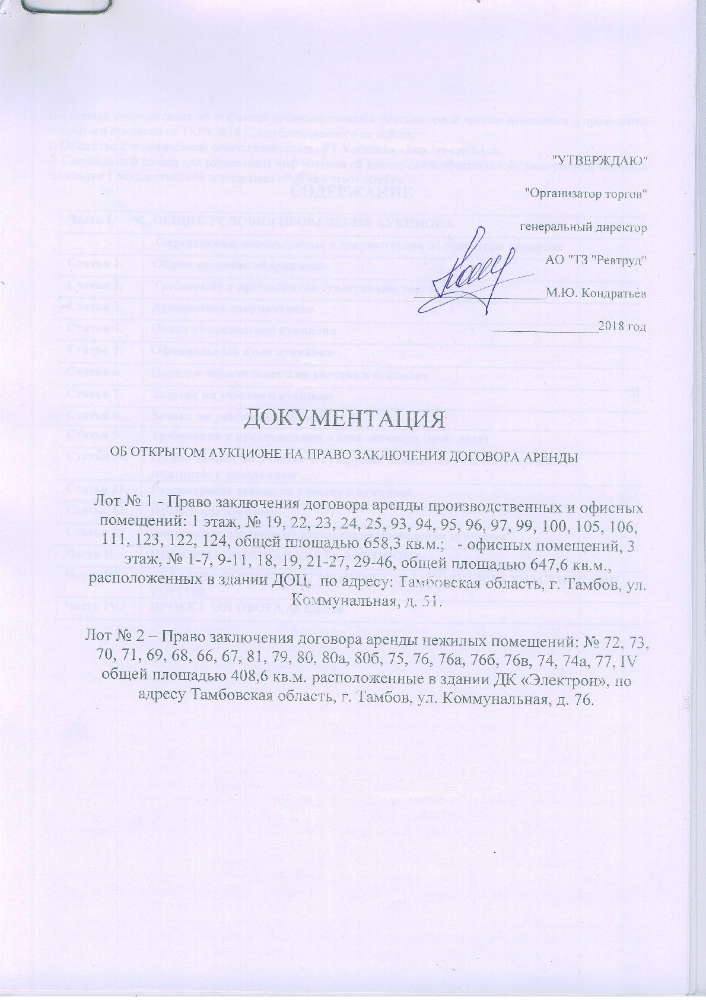 "УТВЕРЖДАЮ"
"Организатор торгов"
генеральный директор
АО "ТЗ "Ревтруд"
____________________М.Ю. Кондратьев
________________2018 год
ДОКУМЕНТАЦИЯ
ОБ ОТКРЫТОМ АУКЦИОНЕ НА ПРАВО ЗАКЛЮЧЕНИЯ ДОГОВОРА АРЕНДЫ
Лот № 1 - Право заключения договора аренды производственных и офисных
помещений: 1 этаж, № 19, 22, 23, 24, 25, 93, 94, 95, 96, 97, 99, 100, 105, 106,
111, 123, 122, 124, общей площадью 658,3 кв.м.; - офисных помещений, 3
этаж, № 1-7, 9-11, 18, 19, 21-27, 29-46, общей площадью 647,6 кв.м.,
расположенных в здании ДОЦ, по адресу: Тамбовская область, г. Тамбов, ул.
Коммунальная, д. 51.
Лот № 2 – Право заключения договора аренды нежилых помещений: № 72, 73,
70, 71, 69, 68, 66, 67, 81, 79, 80, 80а, 80б, 75, 76, 76а, 76б, 76в, 74, 74а, 77, IV
общей площадью 408,6 кв.м. расположенные в здании ДК «Электрон», по
адресу Тамбовская область, г. Тамбов, ул. Коммунальная, д. 76.